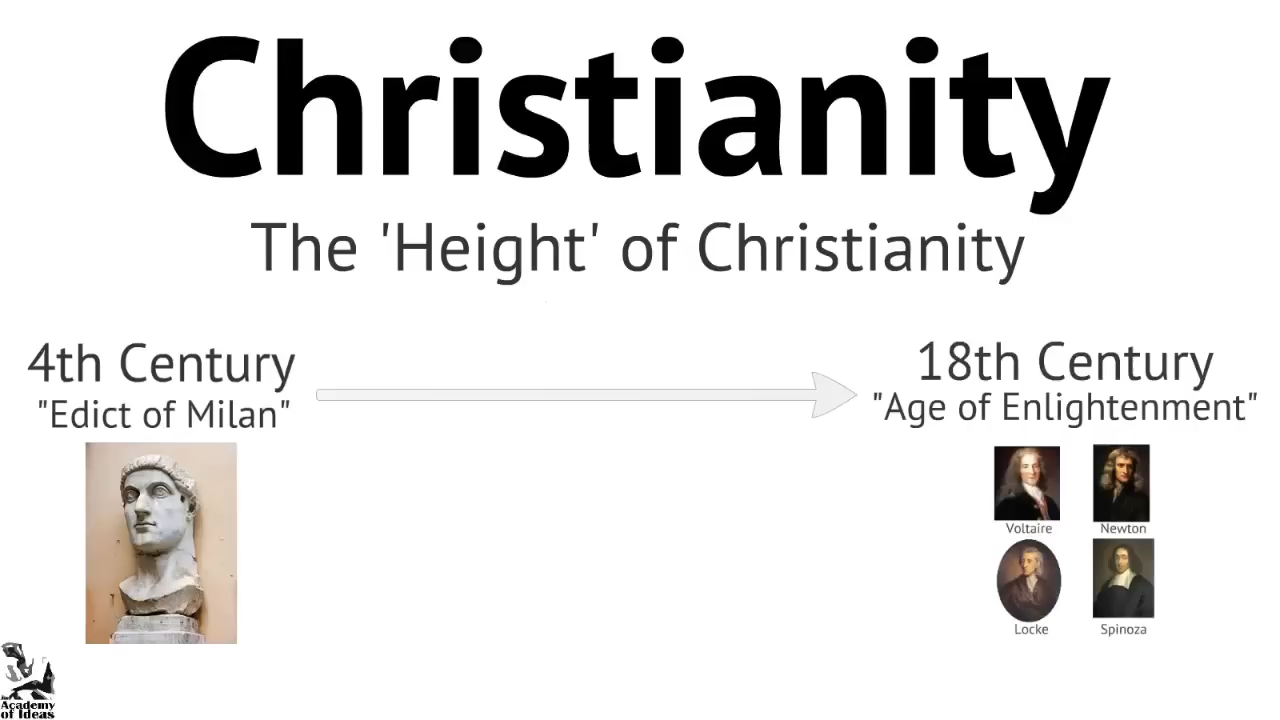 Christianity
The 'Height' of Christianity
4th Century
"Edict of Milan"
18th Century
"Age of Enlightenment"
Voltaire
Newton
Locke
Spinoza
Academy
of Ideas